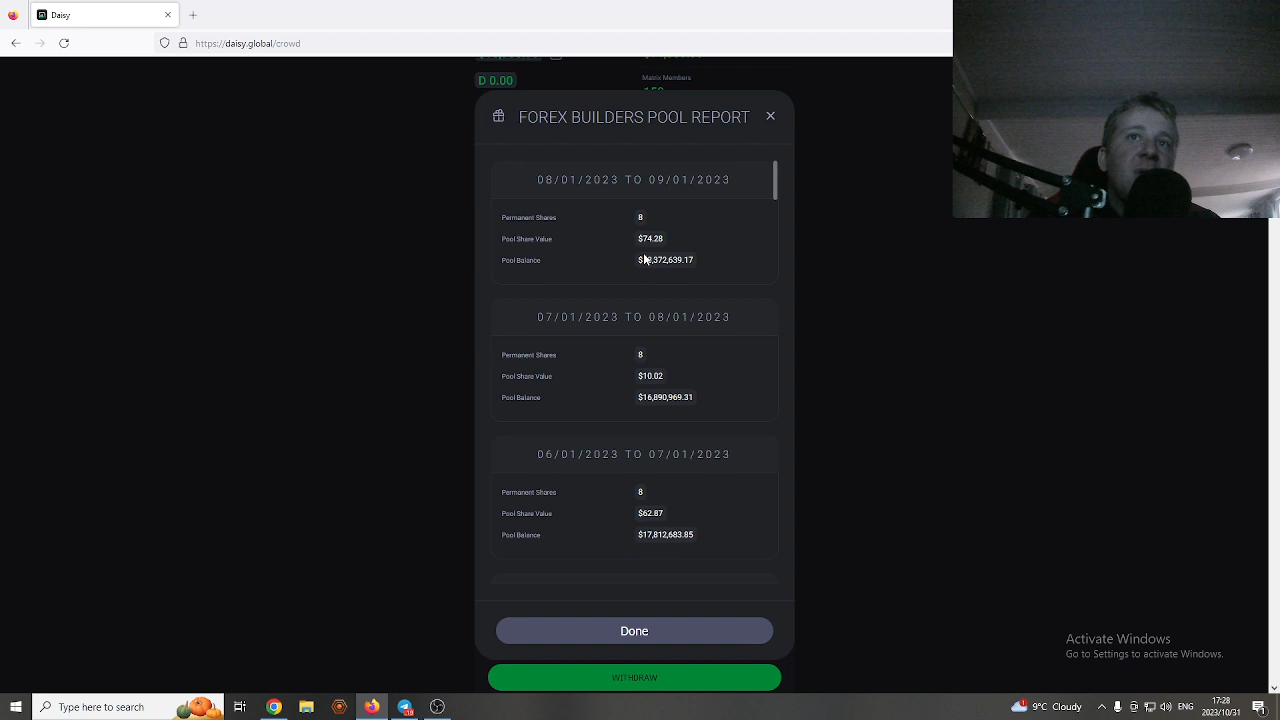 Daisy
https://daisy.global/crowd
Matrix Members
D 0.00
FOREX BUILDERS POOL REPORT
08/01/2023 TO 09/01/2023
Permanent Shares 8
Pool Share Value $74.28
Pool Balance
07/01/2023 TO 08/01/2023
Permanent Shares 8
Pool Share Value $10.02
Pool Balance $16,890,969.31
06/01/2023 TO 07/01/2023
Permanent Shares 8
Pool Share Value $62.87
Pool Balance $17,812,683.85
Done
WITHDRAW
Activate Windows
Go to Settings to activate Windows.
Type here to search
9°C Cloudy
17:28
2023/10/31